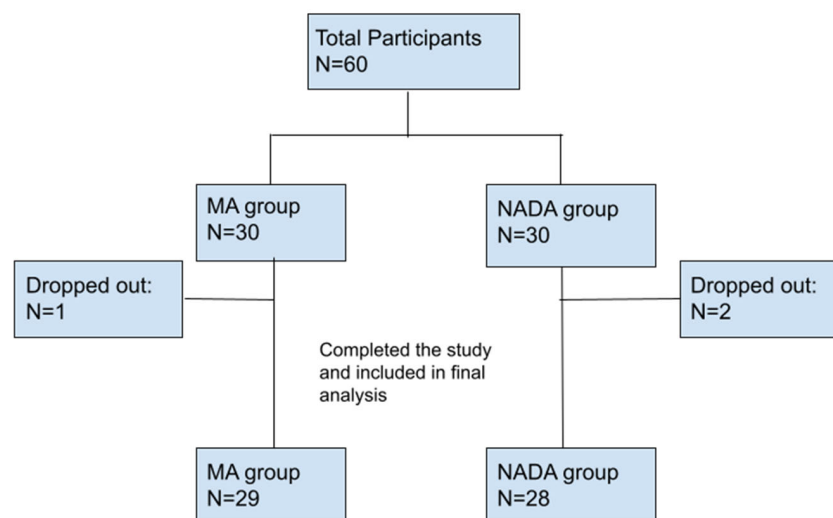 Total Participants
N=60
MA group
N=30
NADA group
N=30
Dropped out:
N=1
Dropped out:
N=2
Completed the study
and included in final
analysis
MA group
N=29
NADA group
N=28